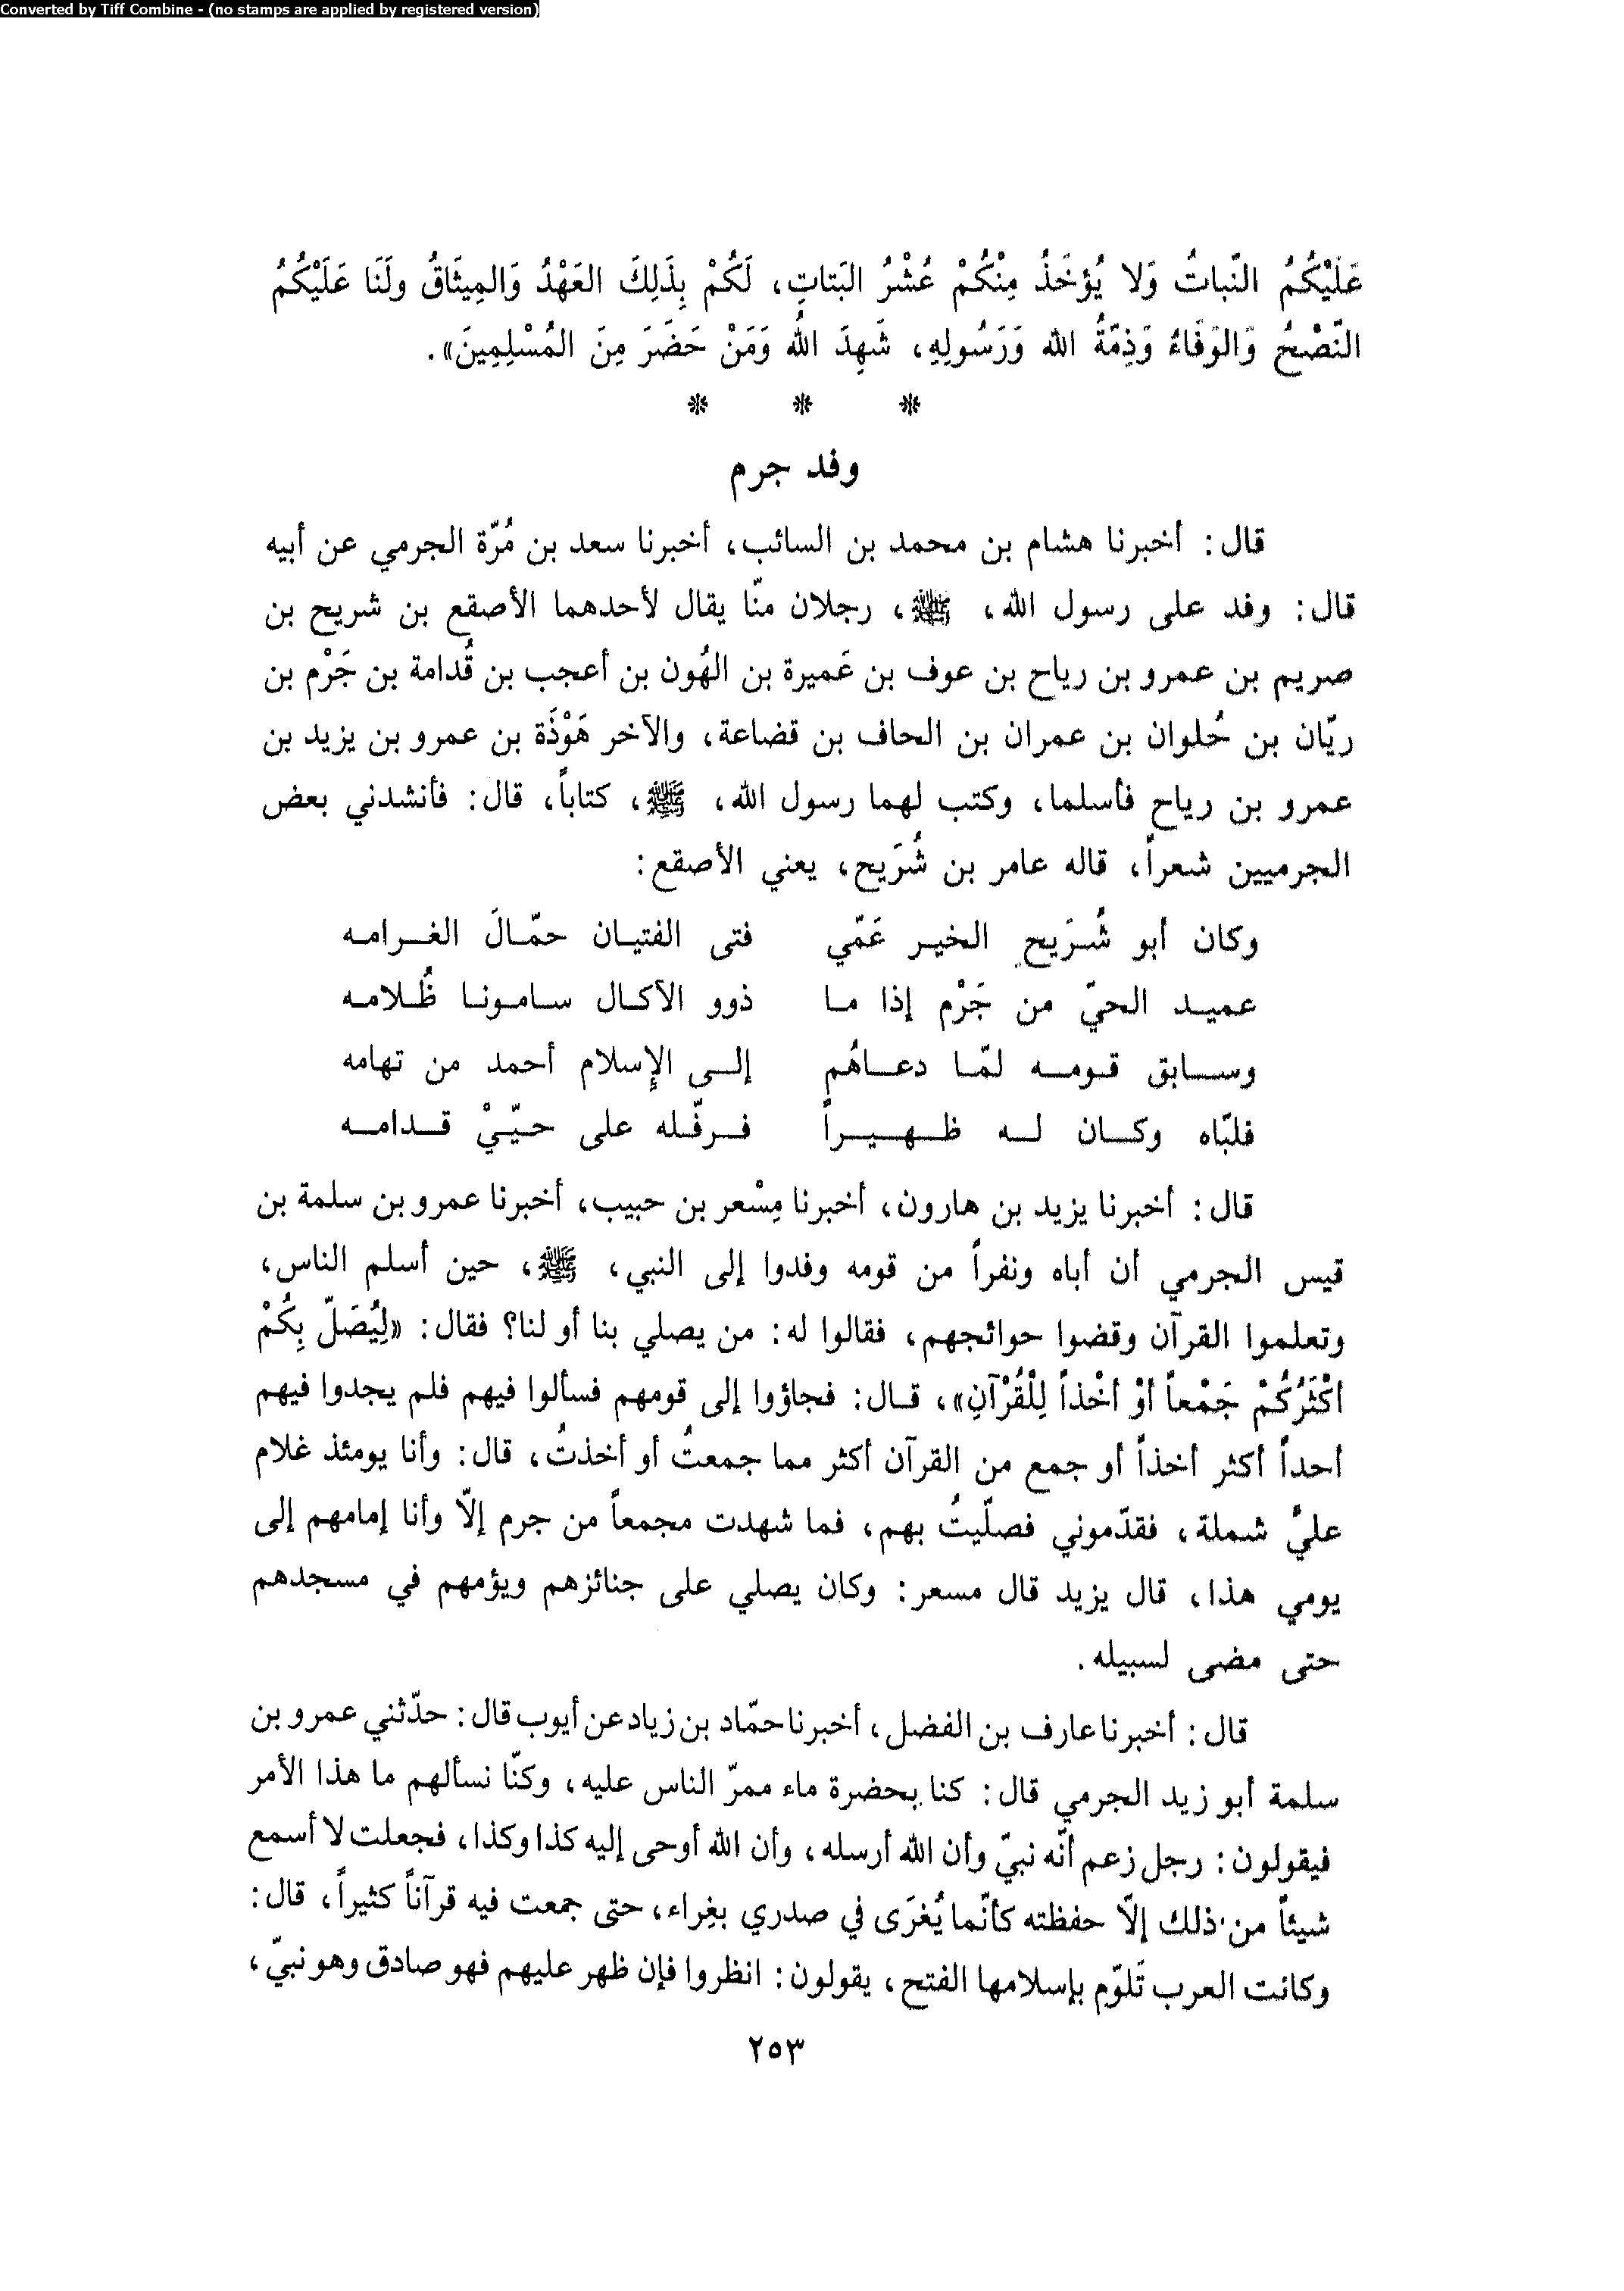 Converted by Tiff Combine - (no stamps are applied by registered version)
عَلَيْكُمُ النّباتُ وَلا يُؤخَذُ مِنْكُمْ عُشْرُ البَتاتِ، لَكُمْ بِذَلِكَ العَهْدُ وَالمِيثَاقُ ولَنَا عَلَيْكُمُ
النّصْحُ وَالوَفَاءُ وَذِمّةُ الله وَرَسُولِهِ، شَهِدَ اللهُ وَمَنْ حَضَرَ مِنَ المُسْلِمِينَ».
* * *
وفد جرم
قال: أخبرنا هشام بن محمد بن السائب، أخبرنا سعد بن مُرّة الجرمي عن أبيه
قال: وفد على رسول الله، ﷺ، رجلان منّا يقال لأحدهما الأصقع بن شريح بن
صريم بن عمرو بن رياح بن عوف بن عَميرة بن الهُون بن أعجب بن قُدامة بن جَرْم بن
ريّان بن حُلوان بن عمران بن الحاف بن قضاعة، والآخر هَوْذَة بن عمرو بن يزيد بن
عمرو بن رياح فأسلما، وكتب لهما رسول الله، ﷺ، كتاباً، قال: فأنشدني بعض
الجرميين شعراً، قاله عامر بن شُرَيح، يعني الأصقع:
وكان أبو شُرَيحٍ الخير عَمّي فتى الفتيان حمّالَ الغرامه
عميد الحيّ من جَرْم إذا ما ذوو الآكال سامونا ظُلامه
وسابق قومه لمّا دعاهُم إلى الإسلام أحمد من تهامه
فلبّاه وكان له ظهيراً فرفّله على حيّيْ قدامه
قال: أخبرنا يزيد بن هارون، أخبرنا مِسْعر بن حبيب، أخبرنا عمرو بن سلمة بن
قيس الجرمي أن أباه ونفراً من قومه وفدوا إلى النبي، ﷺ، حين أسلم الناس،
وتعلموا القرآن وقضوا حوائجهم، فقالوا له: من يصلي بنا أو لنا؟ فقال: «لِيُصَلّ بِكُمْ
أكْثَرُكُمْ جَمْعاً أوْ أخْذاً لِلْقُرْآنِ»، قال: فجاؤوا إلى قومهم فسألوا فيهم فلم يجدوا فيهم
أحداً أكثر أخذاً أو جمع من القرآن أكثر مما جمعتُ أو أخذتُ، قال: وأنا يومئذ غلام
عليَّ شملة، فقدّموني فصلّيتُ بهم، فما شهدت مجمعاً من جرم إلّا وأنا إمامهم إلى
يومي هذا، قال يزيد قال مسعر: وكان يصلي على جنائزهم ويؤمهم في مسجدهم
حتى مضى لسبيله.
قال: أخبرنا عارف بن الفضل، أخبرنا حمّاد بن زياد عن أيوب قال: حدّثني عمرو بن
سلمة أبو زيد الجرمي قال: كنا بحضرة ماء ممرّ الناس عليه، وكنّا نسألهم ما هذا الأمر
فيقولون: رجل زعم أنّه نبيّ وأن الله أرسله، وأن الله أوحى إليه كذا وكذا، فجعلت لا أسمع
شيئاً من ذلك إلّا حفظته كأنّما يُغرَى في صدري بغِراء، حتى جمعت فيه قرآناً كثيراً، قال:
وكانت العرب تَلوّم بإسلامها الفتح، يقولون: انظروا فإن ظهر عليهم فهو صادق وهو نبيّ،
٢٥٣